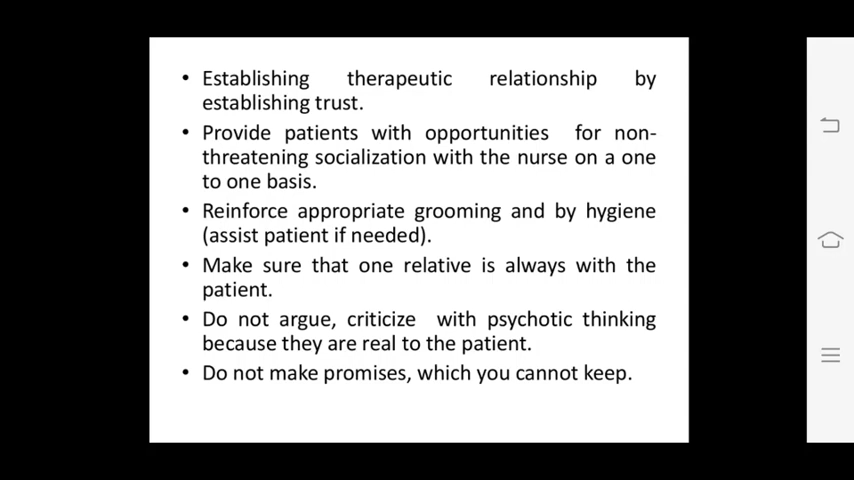 • Establishing therapeutic relationship by
establishing trust.
• Provide patients with opportunities for non-
threatening socialization with the nurse on a one
to one basis.
• Reinforce appropriate grooming and by hygiene
(assist patient if needed).
• Make sure that one relative is always with the
patient.
• Do not argue, criticize with psychotic thinking
because they are real to the patient.
• Do not make promises, which you cannot keep.